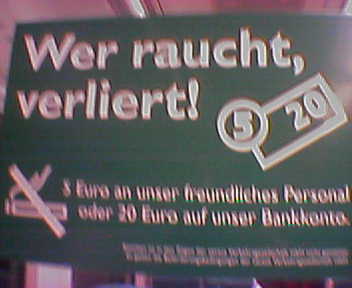 Wer raucht,
verliert!
5 20
5 Euro an unser freundliches Personal
oder 20 Euro auf unser Bankkonto.